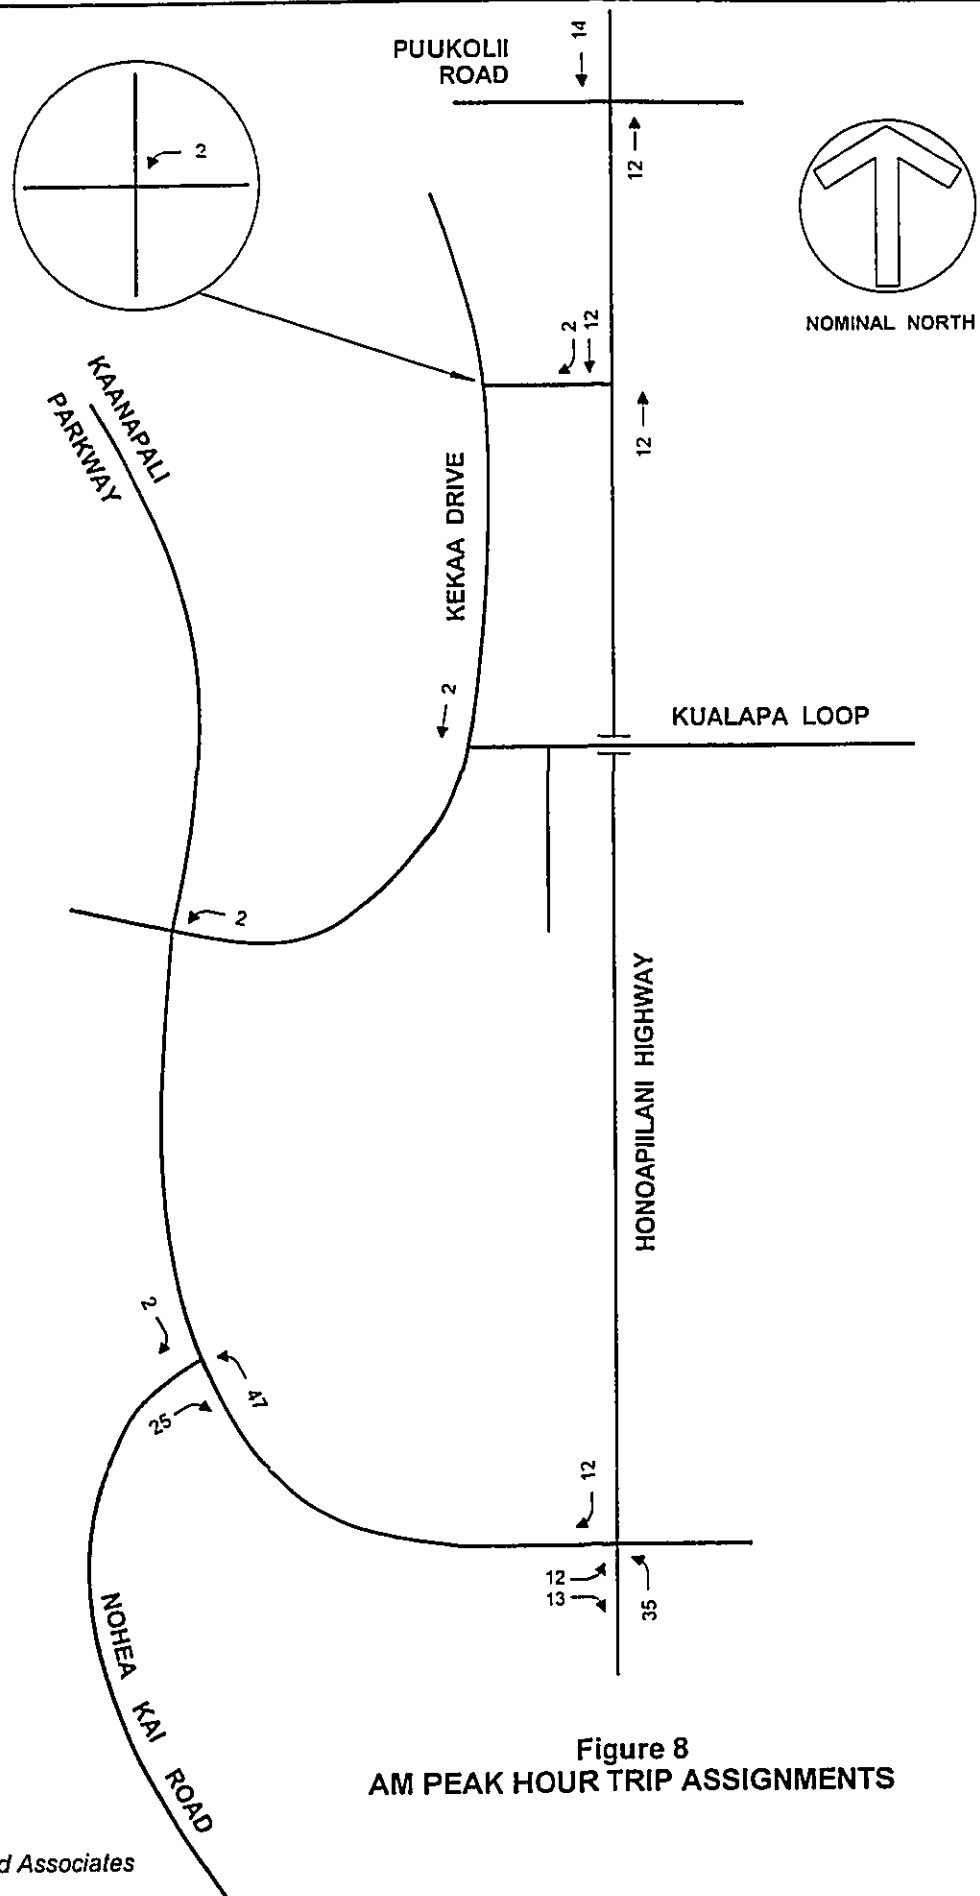 PUUKOLII
ROAD
14
12
2
NOMINAL NORTH
2
12
12
KAANAPALI
PARKWAY
KEKAA DRIVE
2
KUALAPA LOOP
2
HONOAPIILANI HIGHWAY
2
47
25
12
12
13
35
NOHEA KAI ROAD
Figure 8
AM PEAK HOUR TRIP ASSIGNMENTS
d Associates